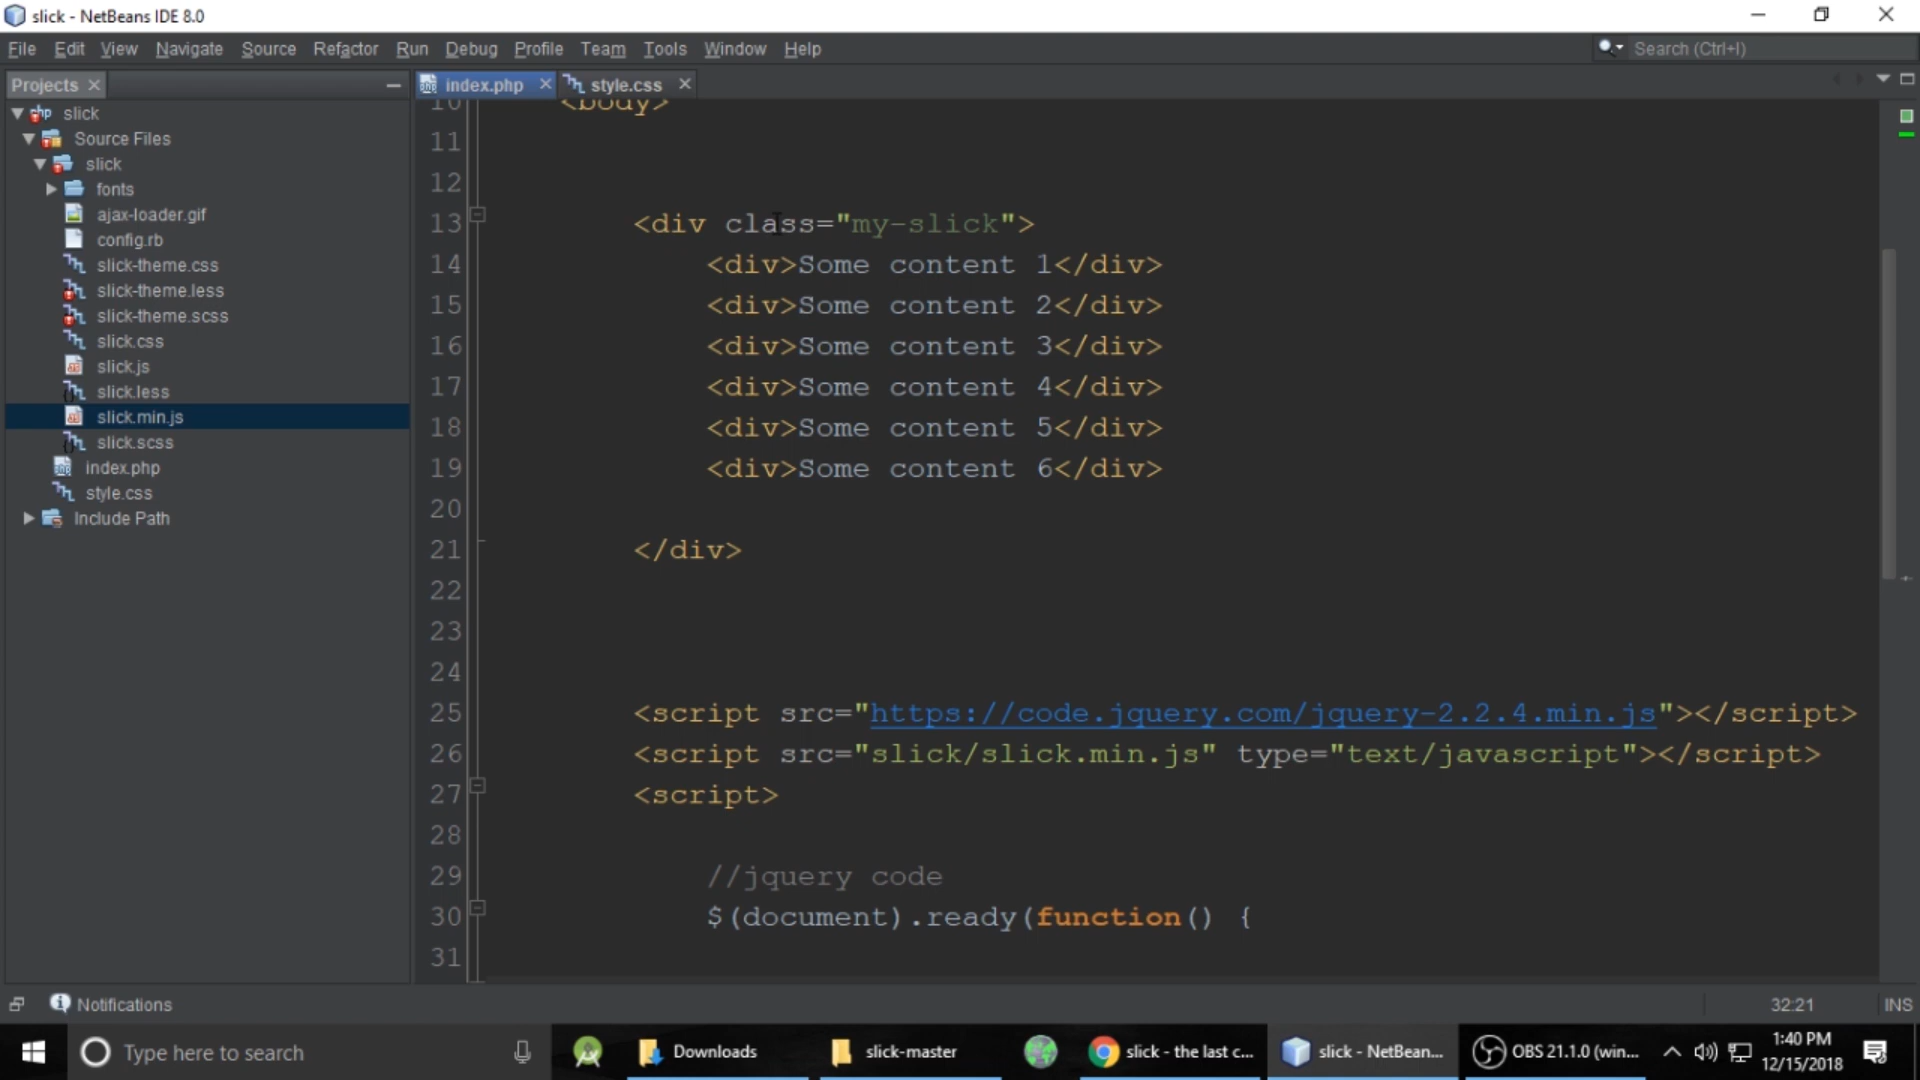 slick - NetBeans IDE 8.0
File Edit View Navigate Source Refactor Run Debug Profile Team Tools Window Help
Search (Ctrl+I)
Projects
index.php
style.css
slick
Source Files
slick
fonts
ajax-loader.gif
config.rb
slick-theme.css
slick-theme.less
slick-theme.scss
slick.css
slick.js
slick.less
slick.min.js
slick.scss
index.php
style.css
Include Path
10 <body>
11
12
13 <div class="my-slick">
14 <div>Some content 1</div>
15 <div>Some content 2</div>
16 <div>Some content 3</div>
17 <div>Some content 4</div>
18 <div>Some content 5</div>
19 <div>Some content 6</div>
20
21 </div>
22
23
24
25 <script src="https://code.jquery.com/jquery-2.2.4.min.js"></script>
26 <script src="slick/slick.min.js" type="text/javascript"></script>
27 <script>
28
29 //jquery code
30 $(document).ready(function() {
31
Notifications
32:21
INS
Type here to search
Downloads
slick-master
slick - the last c...
slick - NetBean...
OBS 21.1.0 (win...
1:40 PM
12/15/2018